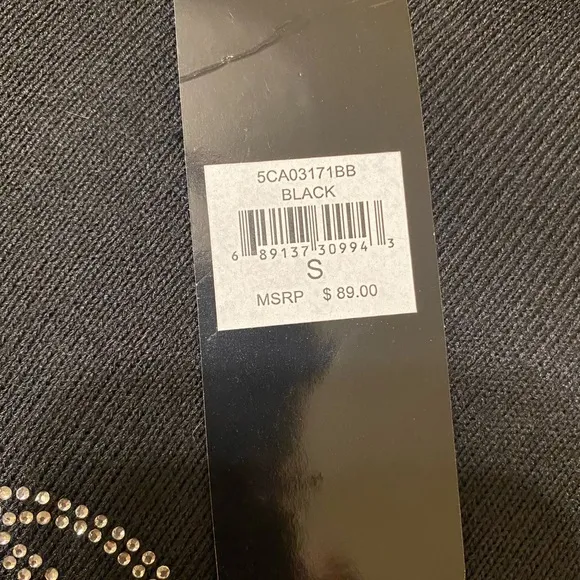 5CA03171BB
BLACK
6 89137 30994 3
S
MSRP $ 89.00